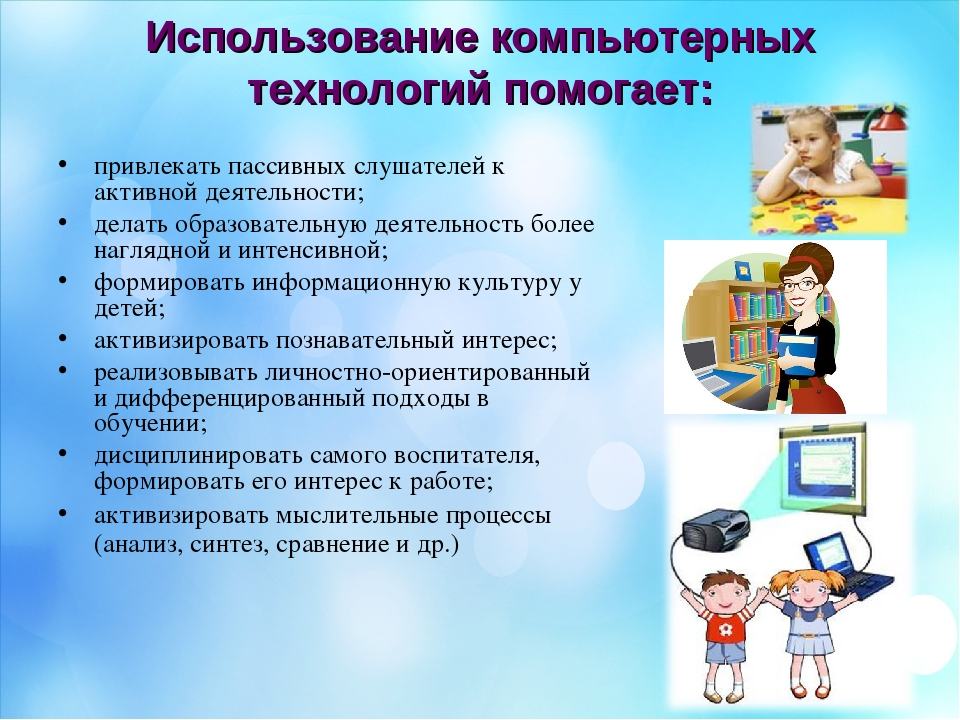 Использование компьютерных
технологий помогает:
• привлекать пассивных слушателей к
активной деятельности;
• делать образовательную деятельность более
наглядной и интенсивной;
• формировать информационную культуру у
детей;
• активизировать познавательный интерес;
• реализовывать личностно-ориентированный
и дифференцированный подходы в
обучении;
• дисциплинировать самого воспитателя,
формировать его интерес к работе;
• активизировать мыслительные процессы
(анализ, синтез, сравнение и др.)